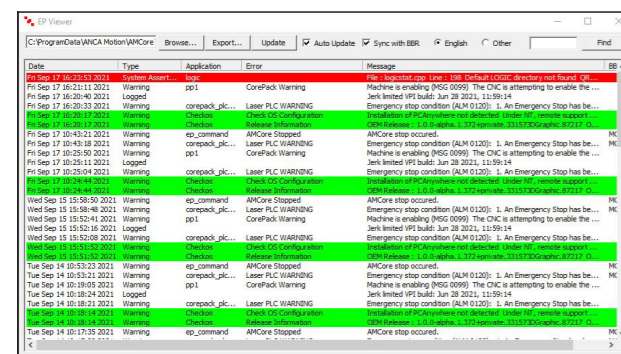 EP Viewer
C:\ProgramData\ANCA Motion\AMCore Browse... Export... Update Auto Update Sync with BBR English Other Find
Date Type Application Error Message BB
Fri Sep 17 16:23:53 2021 System Assert... logic File : logicstat.cpp Line : 198 Default LOGIC directory not found QR...
Fri Sep 17 16:21:11 2021 Warning pp1 CorePack Warning Machine is enabling (MSG 0099) The CNC is attempting to enable the ...
Fri Sep 17 16:20:40 2021 Logged Jerk limited VPI build: Jun 28 2021, 11:59:14
Fri Sep 17 16:20:33 2021 Warning corepack_plc... Laser PLC WARNING Emergency stop condition (ALM 0120): 1. An Emergency Stop has be...
Fri Sep 17 16:20:17 2021 Warning Checkos Check OS Configuration Installation of PCAnywhere not detected Under NT, remote support ...
Fri Sep 17 16:20:17 2021 Warning Checkos Release Information OEM Release : 1.0.0-alpha.1.372+private.331573DGraphic.87217 O...
Fri Sep 17 10:43:21 2021 Warning ep_command AMCore Stopped AMCore stop occured. MC
Fri Sep 17 10:43:18 2021 Warning corepack_plc... Laser PLC WARNING Emergency stop condition (ALM 0120): 1. An Emergency Stop has be... MC
Fri Sep 17 10:25:50 2021 Warning pp1 CorePack Warning Machine is enabling (MSG 0099) The CNC is attempting to enable the ...
Fri Sep 17 10:25:11 2021 Logged Jerk limited VPI build: Jun 28 2021, 11:59:14
Fri Sep 17 10:25:04 2021 Warning corepack_plc... Laser PLC WARNING Emergency stop condition (ALM 0120): 1. An Emergency Stop has be...
Fri Sep 17 10:24:44 2021 Warning Checkos Check OS Configuration Installation of PCAnywhere not detected Under NT, remote support ...
Fri Sep 17 10:24:44 2021 Warning Checkos Release Information OEM Release : 1.0.0-alpha.1.372+private.331573DGraphic.87217 O...
Wed Sep 15 15:58:50 2021 Warning ep_command AMCore Stopped AMCore stop occured. MC
Wed Sep 15 15:58:48 2021 Warning corepack_plc... Laser PLC WARNING Emergency stop condition (ALM 0120): 1. An Emergency Stop has be... MC
Wed Sep 15 15:52:41 2021 Warning pp1 CorePack Warning Machine is enabling (MSG 0099) The CNC is attempting to enable the ...
Wed Sep 15 15:52:16 2021 Logged Jerk limited VPI build: Jun 28 2021, 11:59:14
Wed Sep 15 15:52:08 2021 Warning corepack_plc... Laser PLC WARNING Emergency stop condition (ALM 0120): 1. An Emergency Stop has be...
Wed Sep 15 15:51:52 2021 Warning Checkos Check OS Configuration Installation of PCAnywhere not detected Under NT, remote support ...
Wed Sep 15 15:51:52 2021 Warning Checkos Release Information OEM Release : 1.0.0-alpha.1.372+private.331573DGraphic.87217 O...
Tue Sep 14 10:53:23 2021 Warning ep_command AMCore Stopped AMCore stop occured. MC
Tue Sep 14 10:53:21 2021 Warning corepack_plc... Laser PLC WARNING Emergency stop condition (ALM 0120): 1. An Emergency Stop has be... MC
Tue Sep 14 10:19:05 2021 Warning pp1 CorePack Warning Machine is enabling (MSG 0099) The CNC is attempting to enable the ...
Tue Sep 14 10:18:24 2021 Logged Jerk limited VPI build: Jun 28 2021, 11:59:14
Tue Sep 14 10:18:21 2021 Warning corepack_plc... Laser PLC WARNING Emergency stop condition (ALM 0120): 1. An Emergency Stop has be...
Tue Sep 14 10:18:14 2021 Warning Checkos Check OS Configuration Installation of PCAnywhere not detected Under NT, remote support ...
Tue Sep 14 10:18:14 2021 Warning Checkos Release Information OEM Release : 1.0.0-alpha.1.372+private.331573DGraphic.87217 O...
Tue Sep 14 10:17:35 2021 Warning ep_command AMCore Stopped AMCore stop occured. MC